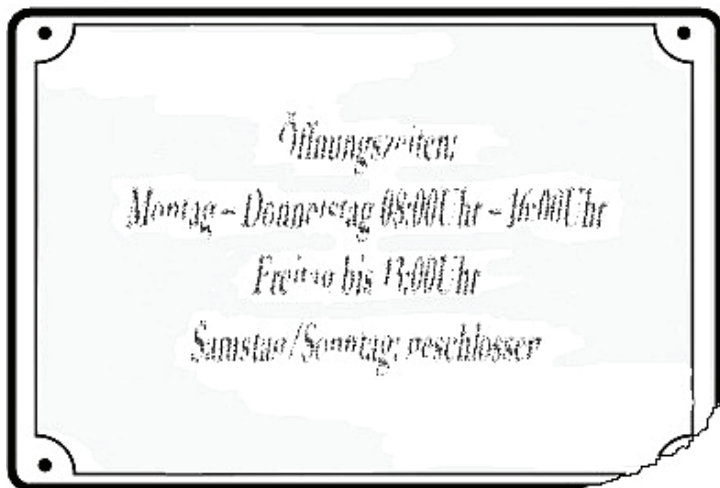 Öffnungszeiten:
Montag - Donnerstag 08:00Uhr - 16:00Uhr
Freitag bis 13:00Uhr
Samstag/Sonntag: geschlossen